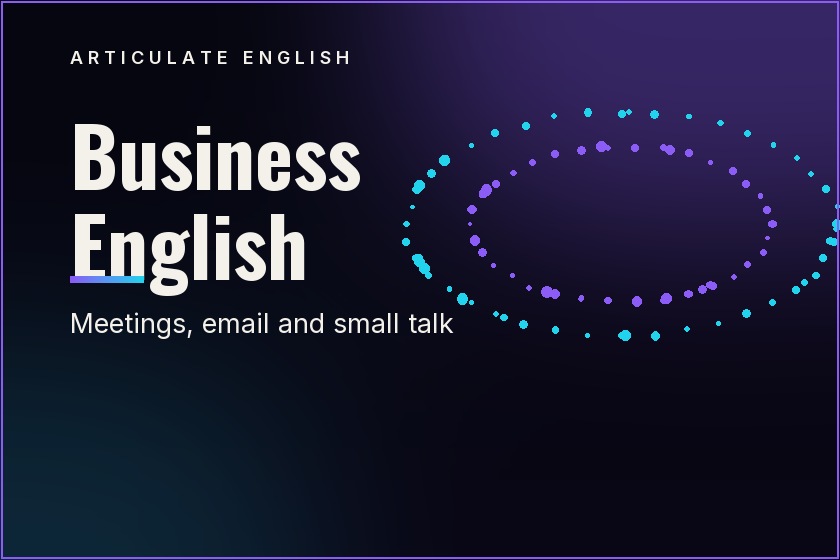 ARTICULATE ENGLISH
Business
English
Meetings, email and small talk